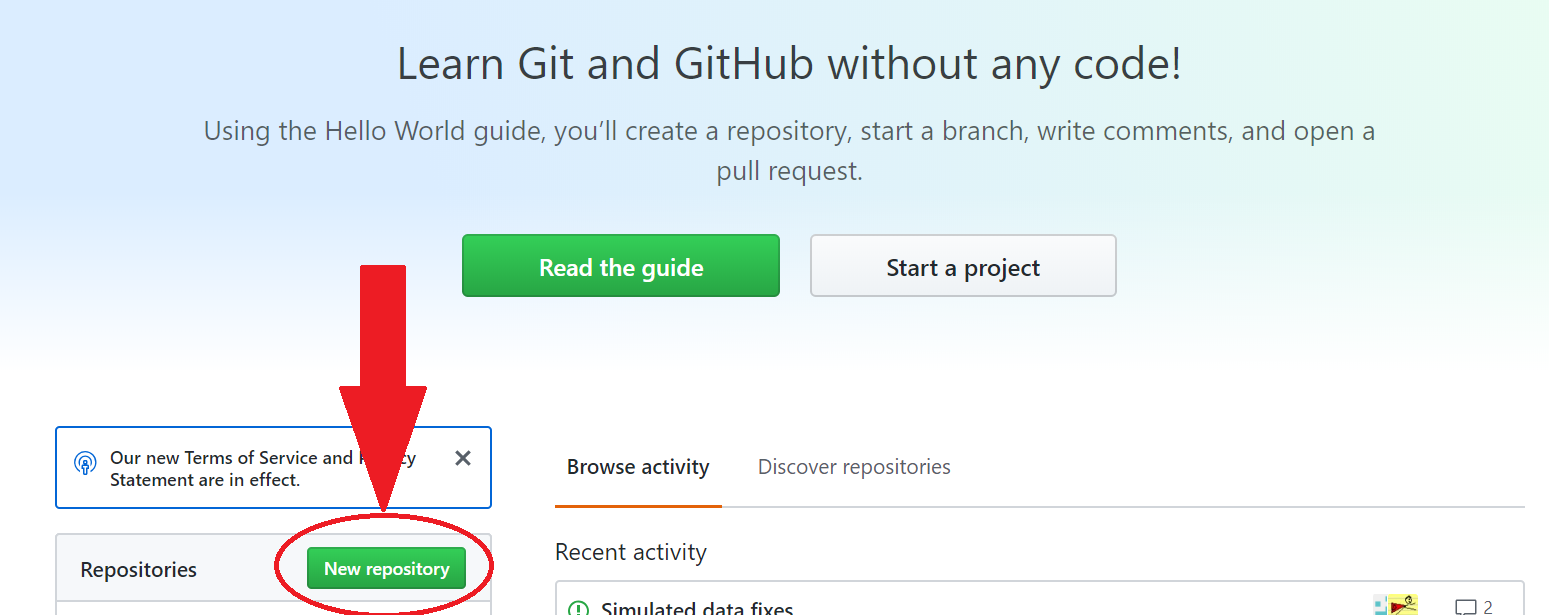 Learn Git and GitHub without any code!
Using the Hello World guide, you’ll create a repository, start a branch, write comments, and open a
pull request.
Read the guide
Start a project
Our new Terms of Service and
Statement are in effect.
Browse activity
Discover repositories
Repositories
New repository
Recent activity
Simulated data fixes
2